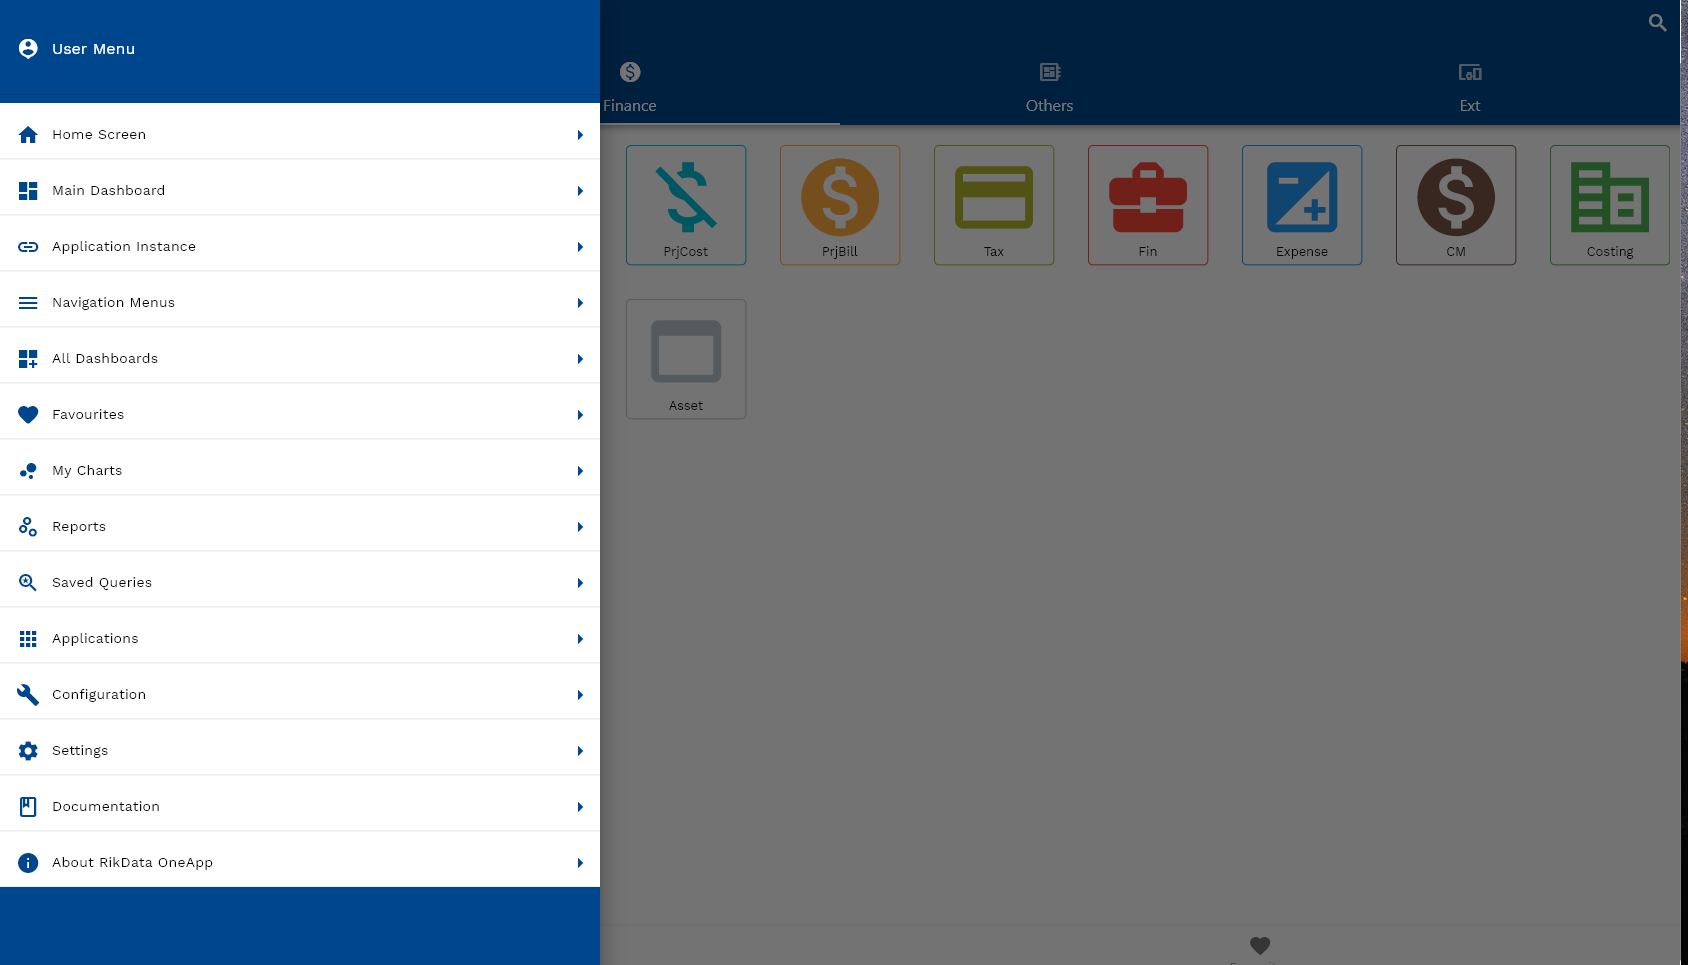 User Menu
Home Screen
Main Dashboard
Application Instance
Navigation Menus
All Dashboards
Favourites
My Charts
Reports
Saved Queries
Applications
Configuration
Settings
Documentation
About RikData OneApp
Finance
Others
Ext
PrjCost
PrjBill
Tax
Fin
Expense
CM
Costing
Asset